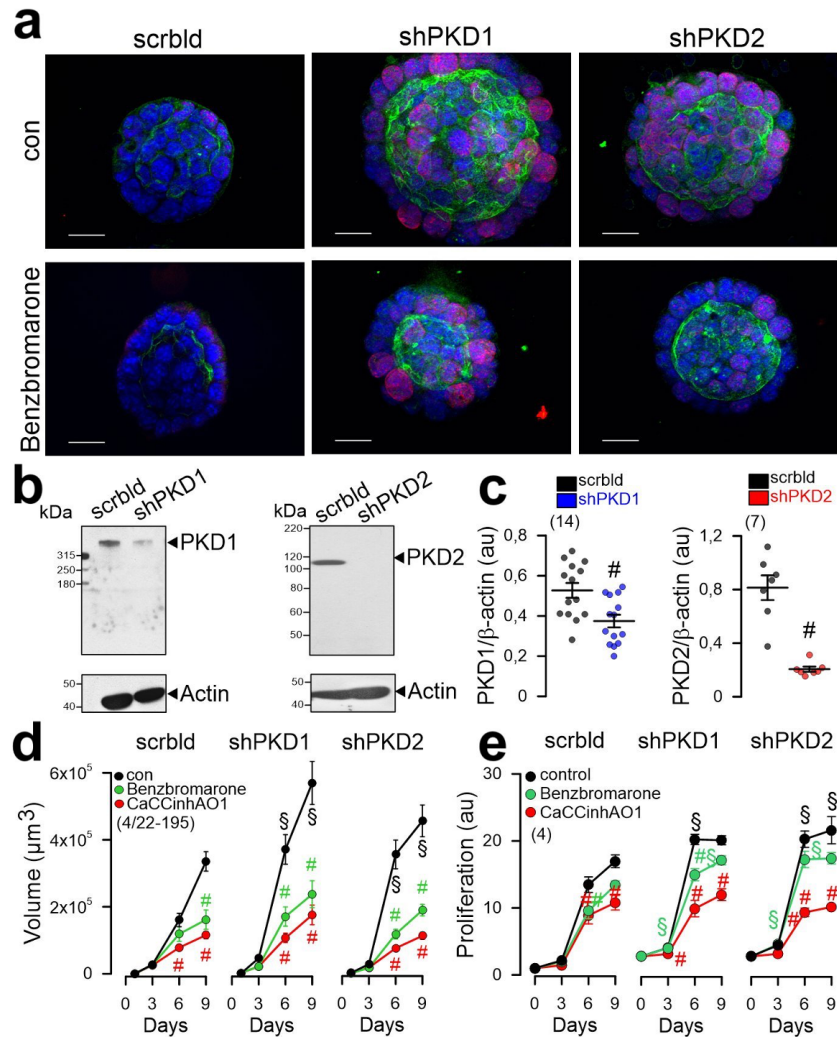 a
scrbld
shPKD1
shPKD2
con
Benzbromarone
b
kDa
scrbld
shPKD1
315
250
180
PKD1
50
40
Actin
kDa
scrbld
shPKD2
220
120
100
80
60
50
PKD2
50
40
Actin
c
scrbld
shPKD1
(14)
#
PKD1/β-actin (au)
0,8
0,6
0,4
0,2
0
scrbld
shPKD2
(7)
#
PKD2/β-actin (au)
1,2
0,8
0,4
0
d
scrbld
shPKD1
shPKD2
con
Benzbromarone
CaCCinhAO1
(4/22-195)
Volume (µm³)
6x10⁵
4x10⁵
2x10⁵
0
# # #
§ § # # # #
§ § # # # #
0 3 6 9
0 3 6 9
0 3 6 9
Days
Days
Days
e
scrbld
shPKD1
shPKD2
control
Benzbromarone
CaCCinhAO1
(4)
Proliferation (au)
30
20
10
0
# # #
§ § # § # # #
§ § § § # # #
0 3 6 9
0 3 6 9
0 3 6 9
Days
Days
Days